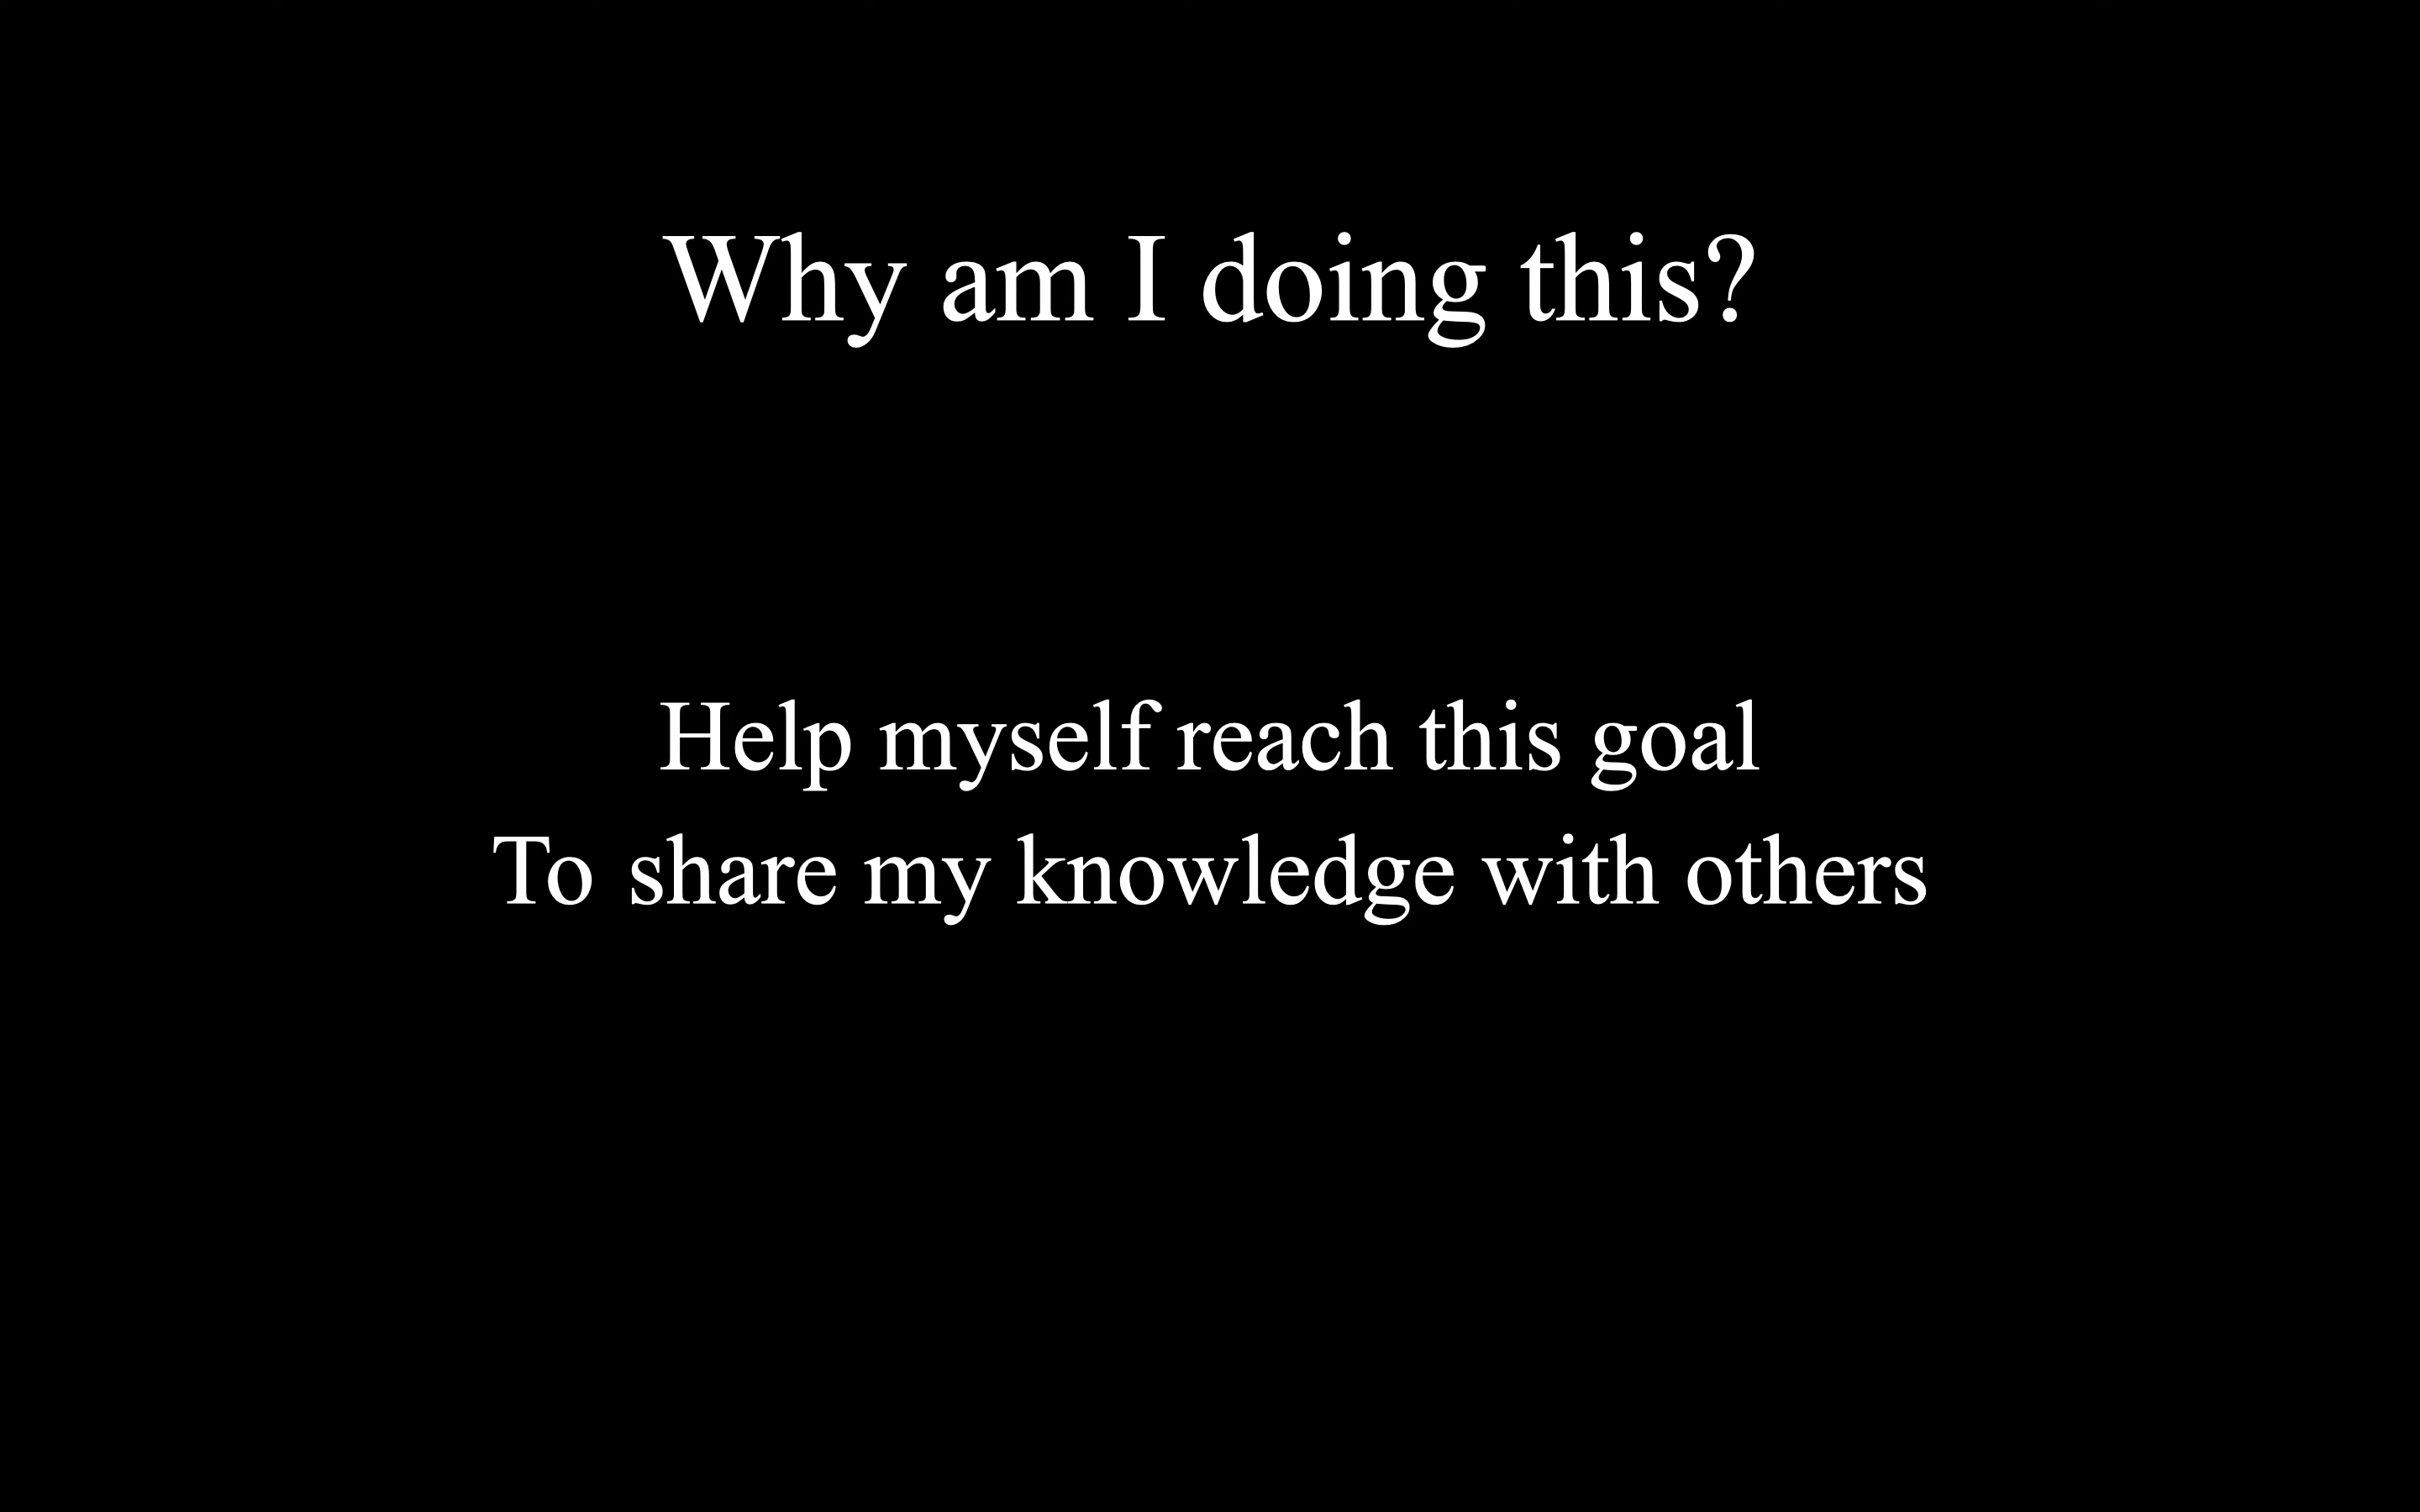 Why am I doing this?
Help myself reach this goal
To share my knowledge with others